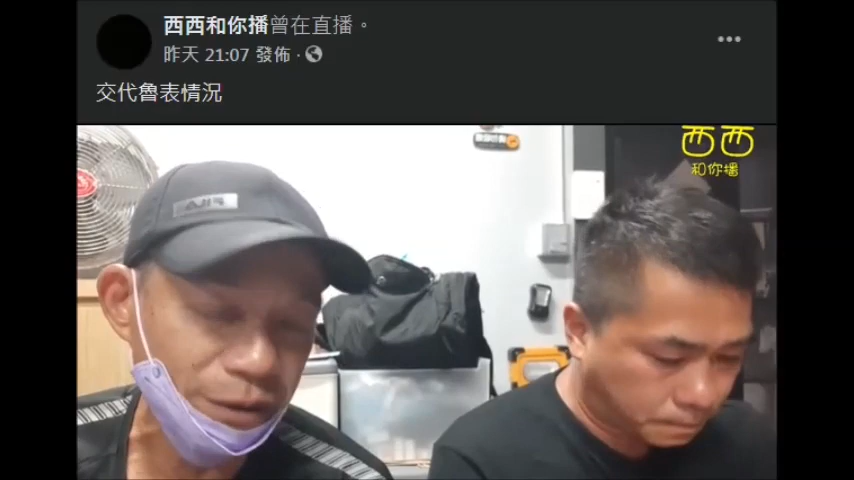 西西和你播曾在直播。
昨天 21:07 發佈 ·
交代魯表情況
西西
和你播